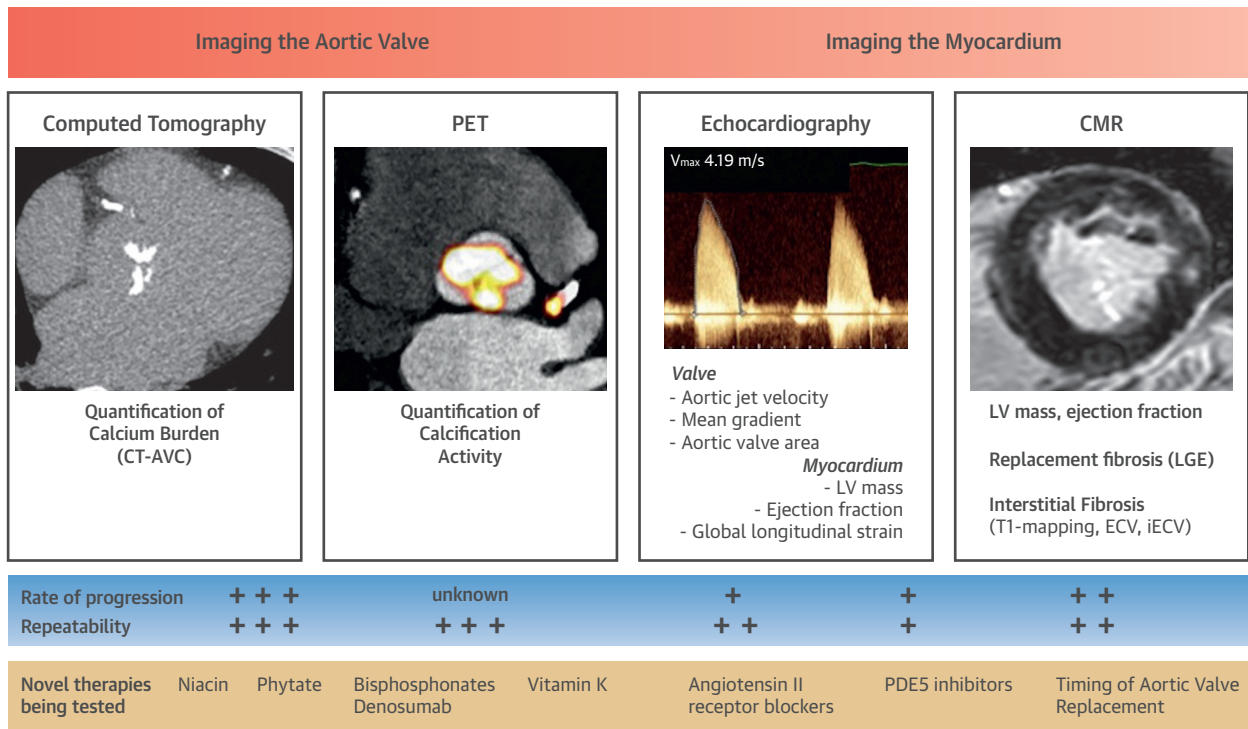 Imaging the Aortic Valve
Imaging the Myocardium
Computed Tomography
Quantification of
Calcium Burden
(CT-AVC)
PET
Quantification of
Calcification
Activity
Echocardiography
Vmax 4.19 m/s
Valve
- Aortic jet velocity
- Mean gradient
- Aortic valve area
Myocardium
- LV mass
- Ejection fraction
- Global longitudinal strain
CMR
LV mass, ejection fraction
Replacement fibrosis (LGE)
Interstitial Fibrosis
(T1-mapping, ECV, iECV)
Rate of progression + + + unknown + + + +
Repeatability + + + + + + + + + + +
Novel therapies
being tested
Niacin
Phytate
Bisphosphonates
Denosumab
Vitamin K
Angiotensin II
receptor blockers
PDE5 inhibitors
Timing of Aortic Valve
Replacement